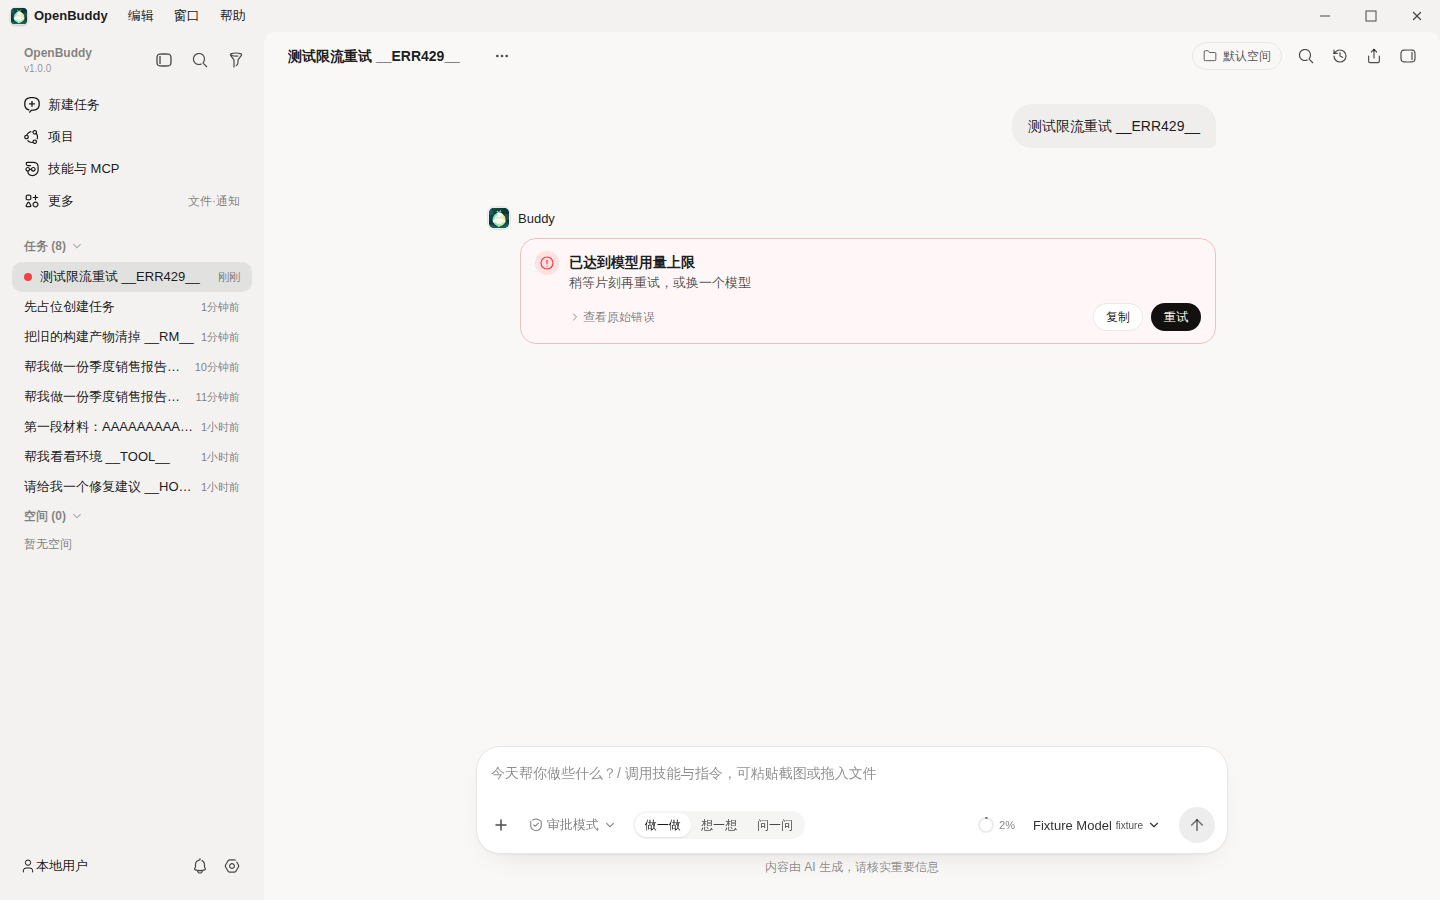 OpenBuddy 编辑 窗口 帮助
OpenBuddy
v1.0.0
新建任务
项目
技能与 MCP
更多 文件·通知
任务 (8)
测试限流重试 __ERR429__ 刚刚
先占位创建任务 1分钟前
把旧的构建产物清掉 __RM__ 1分钟前
帮我做一份季度销售报告… 10分钟前
帮我做一份季度销售报告… 11分钟前
第一段材料：AAAAAAAAA… 1小时前
帮我看看环境 __TOOL__ 1小时前
请给我一个修复建议 __HO… 1小时前
空间 (0)
暂无空间
本地用户
测试限流重试 __ERR429__
默认空间
测试限流重试 __ERR429__
Buddy
已达到模型用量上限
稍等片刻再重试，或换一个模型
查看原始错误 复制 重试
今天帮你做些什么？/ 调用技能与指令，可粘贴截图或拖入文件
审批模式 做一做 想一想 问一问 2% Fixture Model fixture
内容由 AI 生成，请核实重要信息